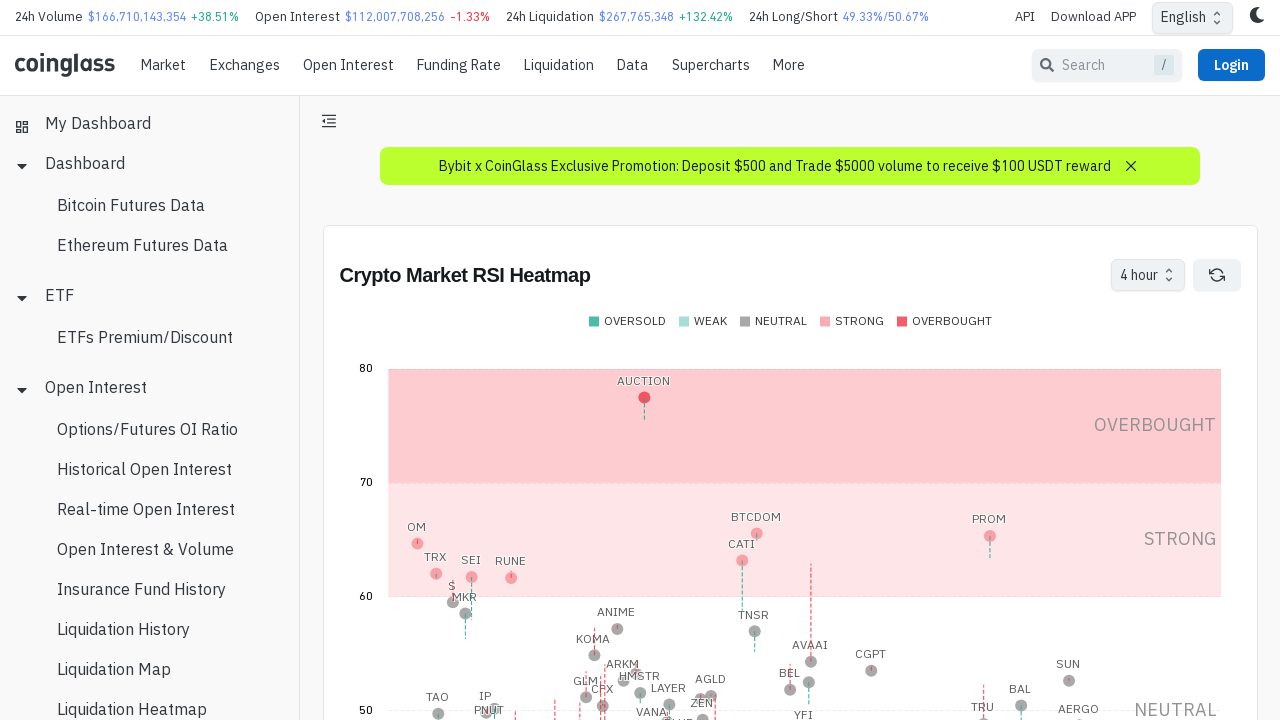 24h Volume $166,710,143,354 +38.51% Open Interest $112,007,708,256 -1.33% 24h Liquidation $267,765,348 +132.42% 24h Long/Short 49.33%/50.67% API Download APP English
coinglass Market Exchanges Open Interest Funding Rate Liquidation Data Supercharts More Search / Login
My Dashboard
Dashboard
Bitcoin Futures Data
Ethereum Futures Data
ETF
ETFs Premium/Discount
Open Interest
Options/Futures OI Ratio
Historical Open Interest
Real-time Open Interest
Open Interest & Volume
Insurance Fund History
Liquidation History
Liquidation Map
Liquidation Heatmap
Bybit x CoinGlass Exclusive Promotion: Deposit $500 and Trade $5000 volume to receive $100 USDT reward
Crypto Market RSI Heatmap 4 hour
OVERSOLD WEAK NEUTRAL STRONG OVERBOUGHT
80
AUCTION
OVERBOUGHT
70
OM BTCDOM PROM
CATI STRONG
TRX SEI RUNE
S
MKR
60
ANIME TNSR
KOMA AVAAI CGPT
ARKM SUN
HMSTR BEL
GLM CFX LAYER AGLD BAL
TAO IP ZEN TRU
PNUT VANA YFI AERGO
50 NEUTRAL